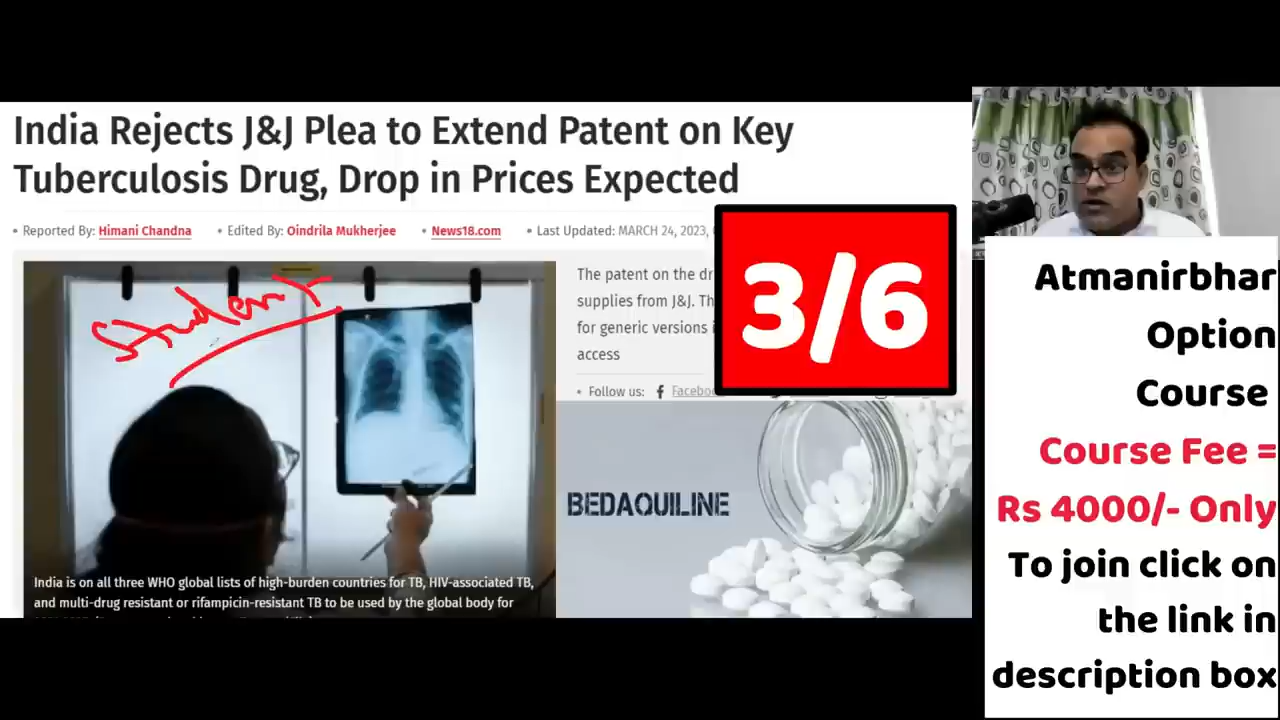 India Rejects J&J Plea to Extend Patent on Key
Tuberculosis Drug, Drop in Prices Expected
• Reported By: Himani Chandna • Edited By: Oindrila Mukherjee • News18.com • Last Updated: MARCH 24, 2023,
The patent on the
supplies from J&J.
for generic versions
access
• Follow us:
3/6
Student
BEDAQUILINE
India is on all three WHO global lists of high-burden countries for TB, HIV-associated TB,
and multi-drug resistant or rifampicin-resistant TB to be used by the global body for
Atmanirbhar
Option
Course
Course Fee =
Rs 4000/- Only
To join click on
the link in
description box